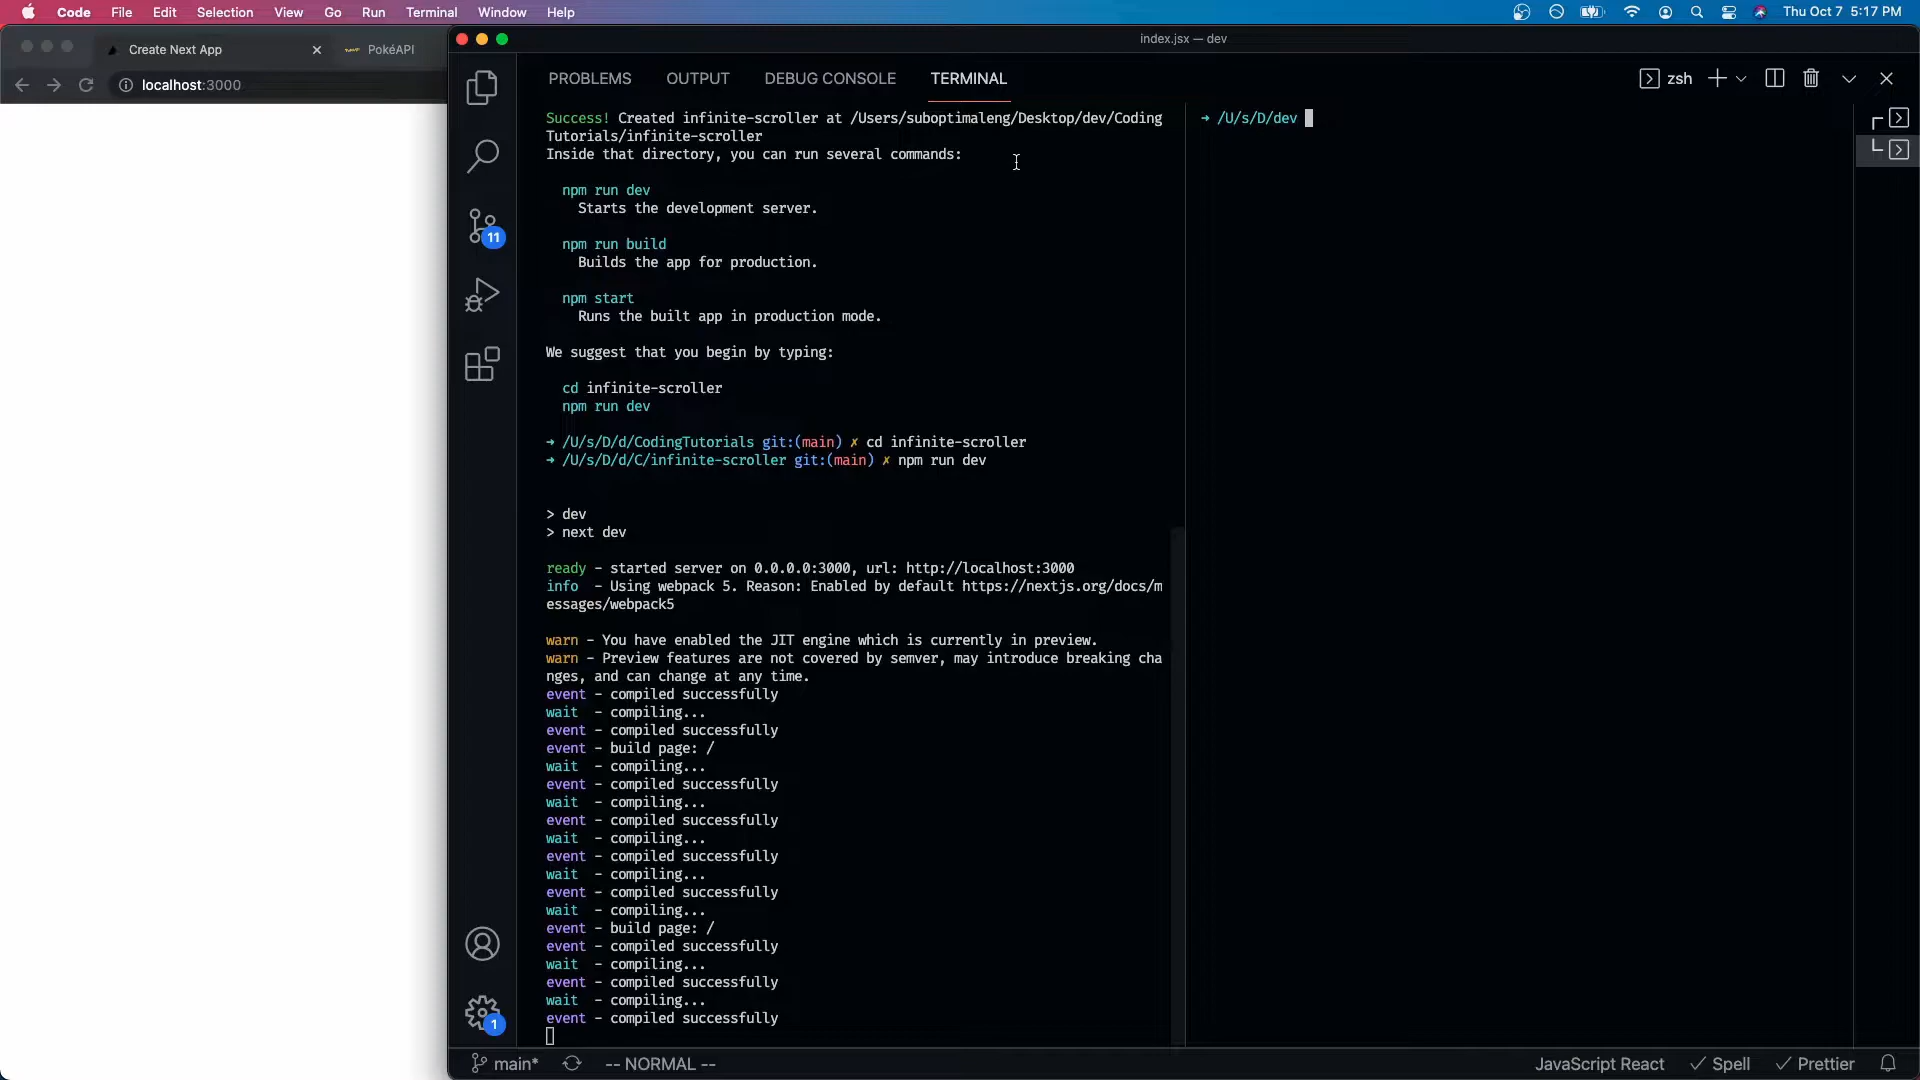 Code File Edit Selection View Go Run Terminal Window Help
Thu Oct 7 5:17 PM
Create Next App
PokéAPI
localhost:3000
index.jsx — dev
PROBLEMS OUTPUT DEBUG CONSOLE TERMINAL
zsh
Success! Created infinite-scroller at /Users/suboptimaleng/Desktop/dev/Coding
Tutorials/infinite-scroller
Inside that directory, you can run several commands:
npm run dev
Starts the development server.
npm run build
Builds the app for production.
npm start
Runs the built app in production mode.
We suggest that you begin by typing:
cd infinite-scroller
npm run dev
➜ /U/s/D/d/CodingTutorials git:(main) ✗ cd infinite-scroller
➜ /U/s/D/d/C/infinite-scroller git:(main) ✗ npm run dev
> dev
> next dev
ready - started server on 0.0.0.0:3000, url: http://localhost:3000
info  - Using webpack 5. Reason: Enabled by default https://nextjs.org/docs/m
essages/webpack5
warn - You have enabled the JIT engine which is currently in preview.
warn - Preview features are not covered by semver, may introduce breaking cha
nges, and can change at any time.
event - compiled successfully
wait  - compiling...
event - compiled successfully
event - build page: /
wait  - compiling...
event - compiled successfully
wait  - compiling...
event - compiled successfully
wait  - compiling...
event - compiled successfully
wait  - compiling...
event - compiled successfully
wait  - compiling...
event - build page: /
event - compiled successfully
wait  - compiling...
event - compiled successfully
wait  - compiling...
event - compiled successfully
➜ /U/s/D/dev
11
1
main* -- NORMAL --
JavaScript React ✓ Spell ✓ Prettier